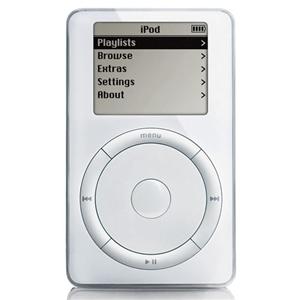 iPod
Playlists >
Browse >
Extras >
Settings >
About >
menu